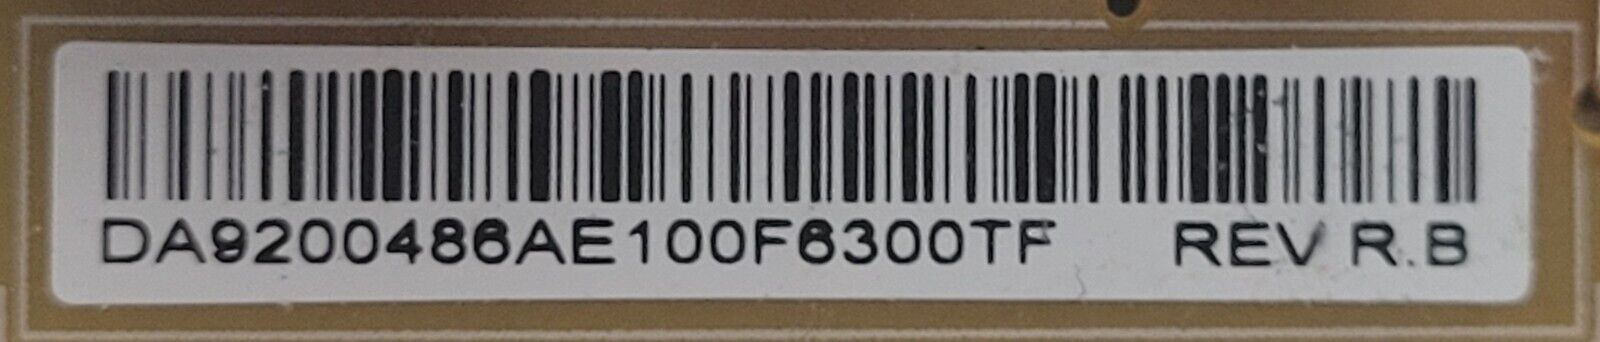 DA9200486AE100F6300TF REV R.B